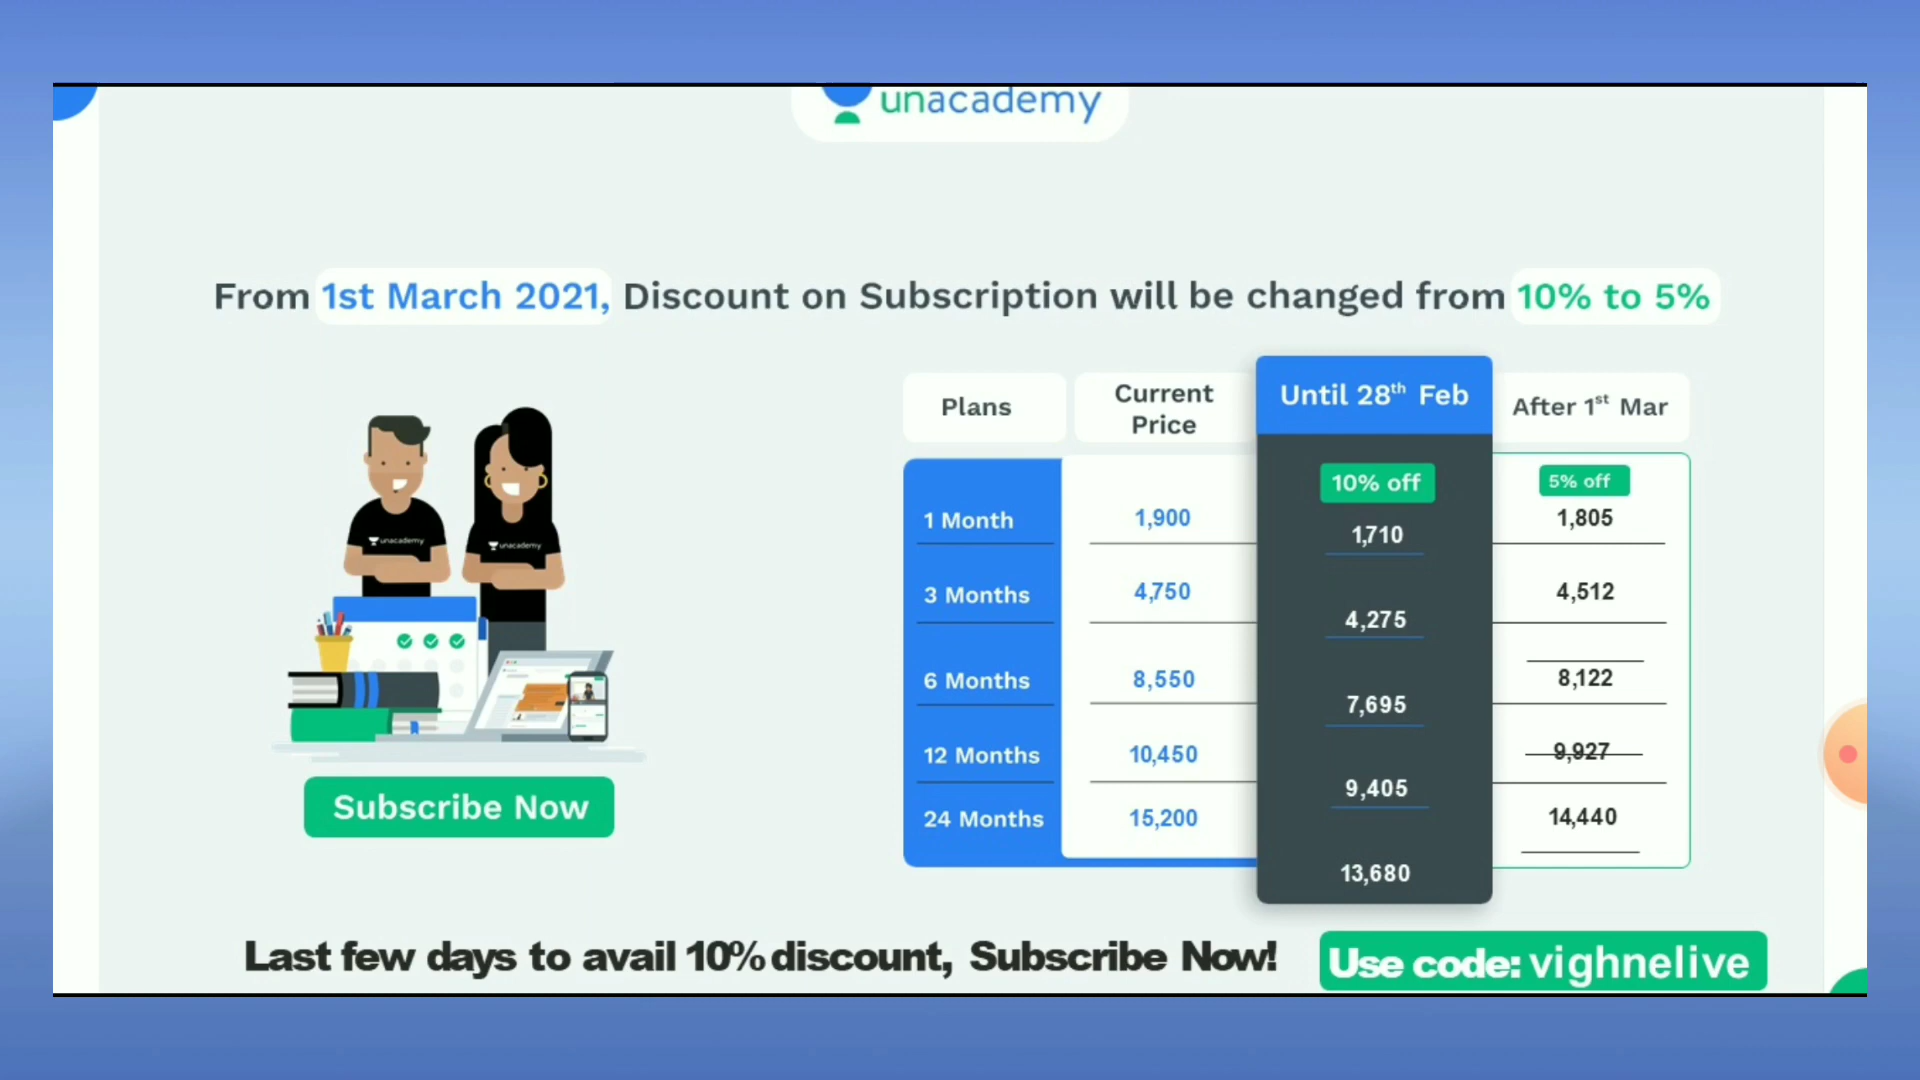 unacademy
From 1st March 2021, Discount on Subscription will be changed from 10% to 5%
Plans
Current Price
Until 28th Feb
After 1st Mar
10% off
5% off
1 Month 1,900 1,710 1,805
3 Months 4,750 4,275 4,512
6 Months 8,550 7,695 8,122
12 Months 10,450 9,405 9,927
24 Months 15,200 13,680 14,440
unacademy
unacademy
Subscribe Now
Last few days to avail 10% discount, Subscribe Now!
Use code: vighnelive